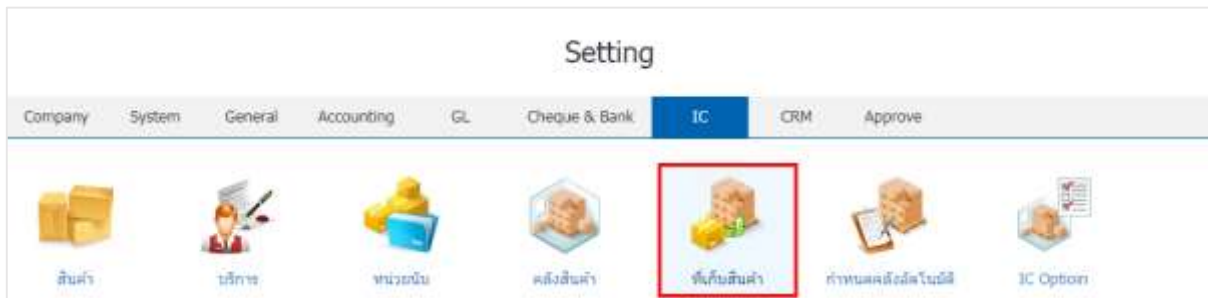 Setting
Company System General Accounting GL Cheque & Bank IC CRM Approve
สินค้า บริการ หน่วยนับ คลังสินค้า ที่เก็บสินค้า กำหนดคลังอัตโนมัติ IC Option